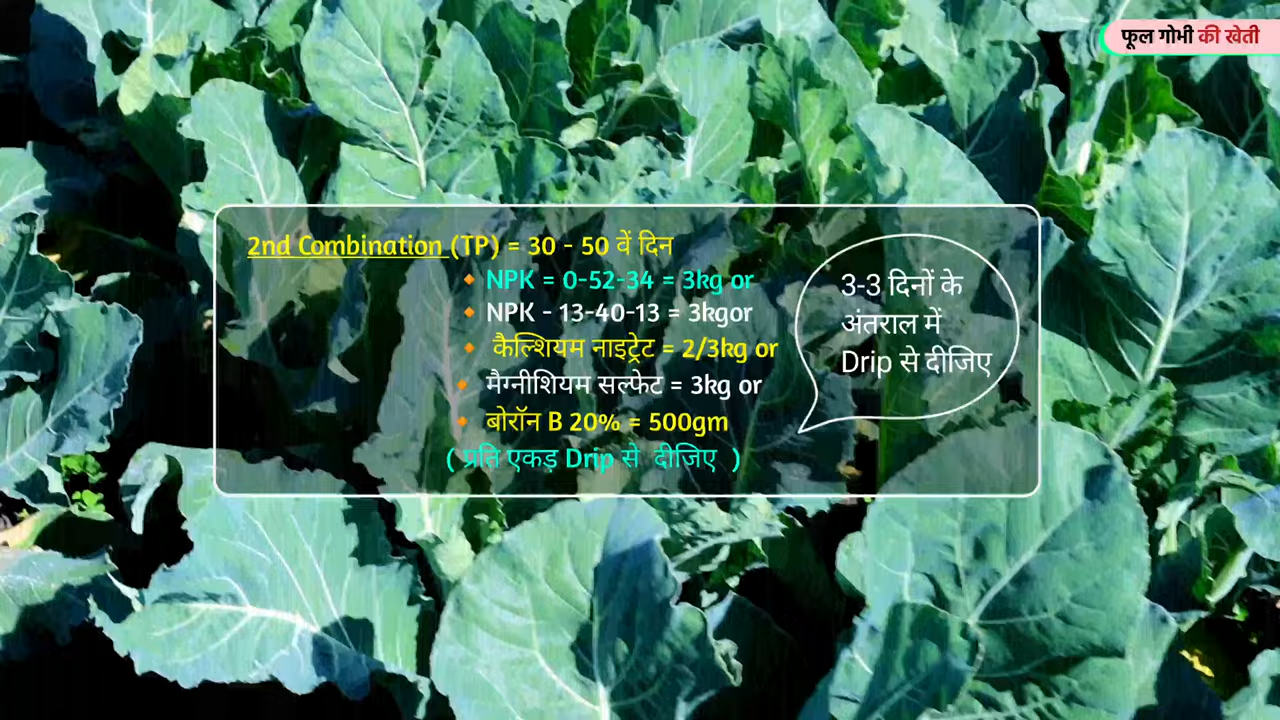 फूल गोभी की खेती
2nd Combination (TP) = 30 - 50 वें दिन
🔸 NPK = 0-52-34 = 3kg or
🔸 NPK - 13-40-13 = 3kgor
🔸 कैल्शियम नाइट्रेट = 2/3kg or
🔸 मैग्नीशियम सल्फेट = 3kg or
🔸 बोरॉन B 20% = 500gm
( प्रति एकड़ Drip से दीजिए )
3-3 दिनों के
अंतराल में
Drip से दीजिए